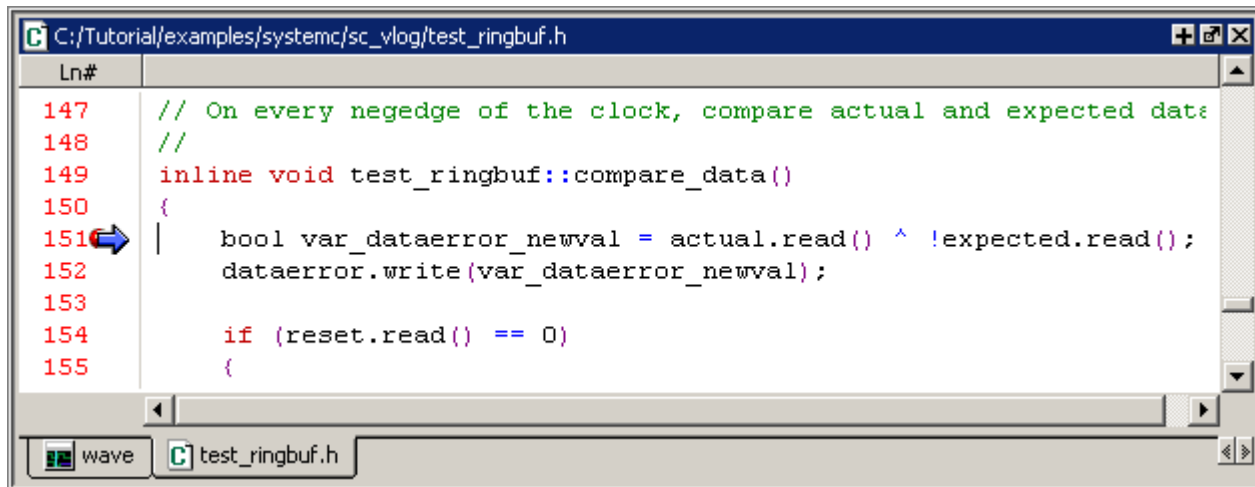 C:/Tutorial/examples/systemc/sc_vlog/test_ringbuf.h
Ln#
147 // On every negedge of the clock, compare actual and expected
148 //
149 inline void test_ringbuf::compare_data()
150 {
151 bool var_dataerror_newval = actual.read() ^ !expected.read();
152 dataerror.write(var_dataerror_newval);
153
154 if (reset.read() == 0)
155 {
wave test_ringbuf.h